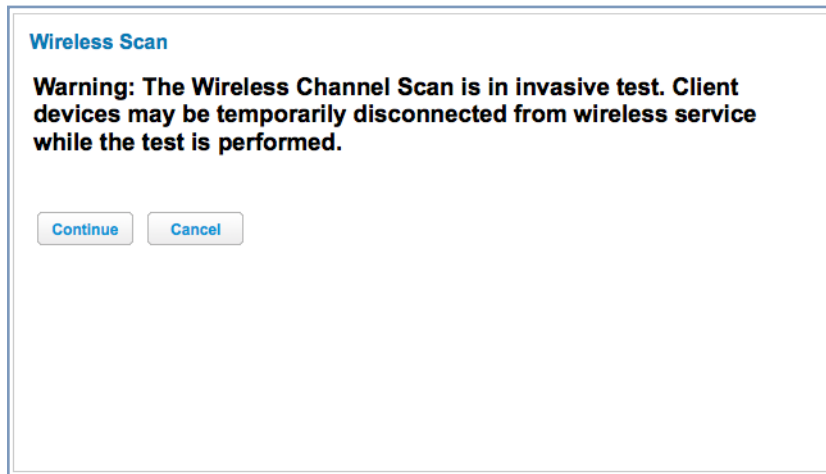 Wireless Scan
Warning: The Wireless Channel Scan is in invasive test. Client
devices may be temporarily disconnected from wireless service
while the test is performed.
Continue Cancel